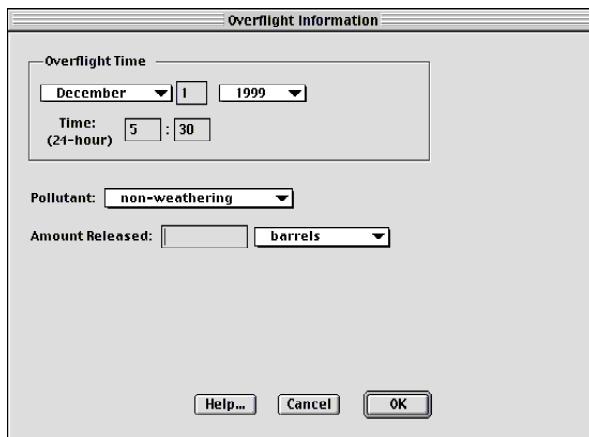 Overflight Information
Overflight Time
December 1 1999
Time: 5 : 30
(24-hour)
Pollutant: non-weathering
Amount Released: barrels
Help... Cancel OK